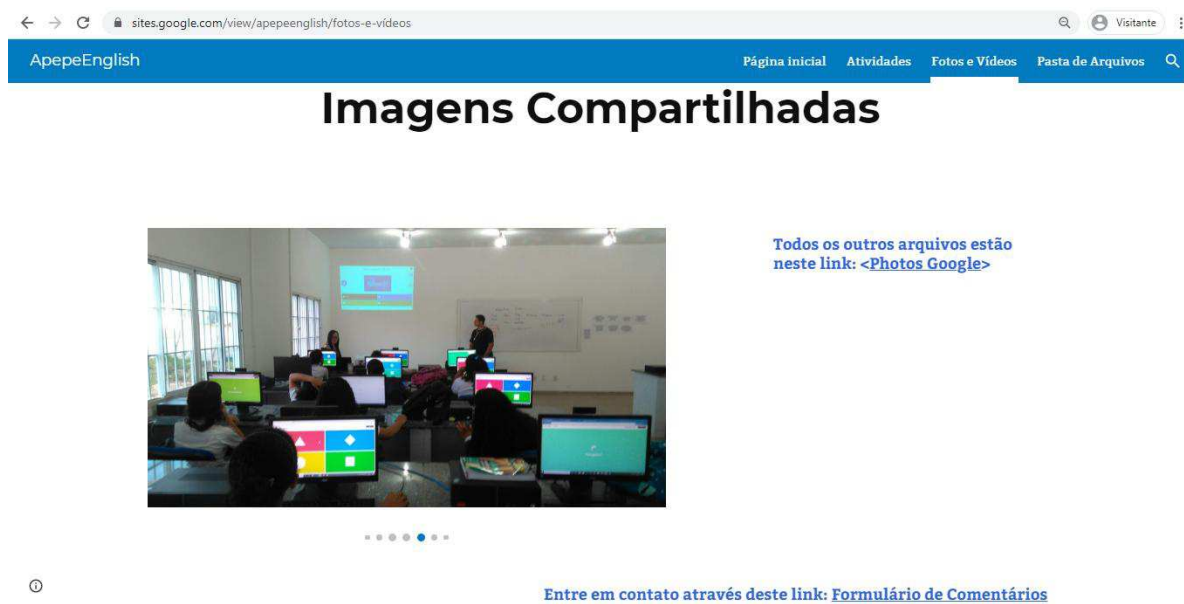 sites.google.com/view/apepeenglish/fotos-e-vídeos
Visitante
ApepeEnglish
Página inicial Atividades Fotos e Vídeos Pasta de Arquivos
Imagens Compartilhadas
Todos os outros arquivos estão
neste link: <Photos Google>
Entre em contato através deste link: Formulário de Comentários